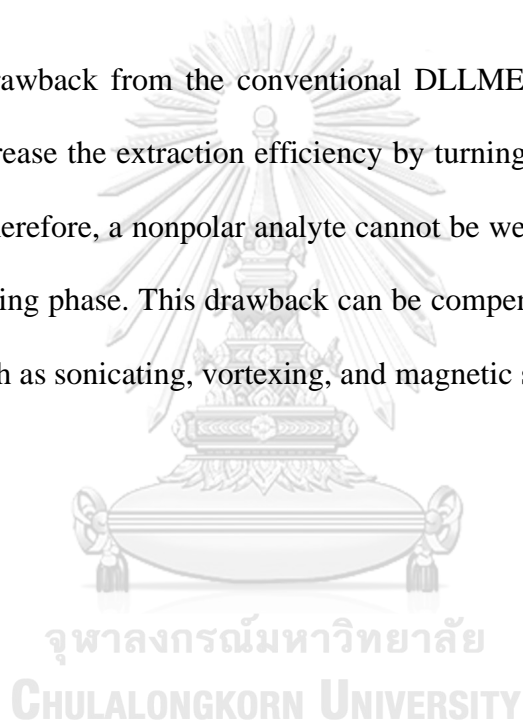 rawback from the conventional DLLME
rease the extraction efficiency by turning
herefore, a nonpolar analyte cannot be we
ing phase. This drawback can be compen
h as sonicating, vortexing, and magnetic s
จุฬาลงกรณ์มหาวิทยาลัย
CHULALONGKORN UNIVERSITY